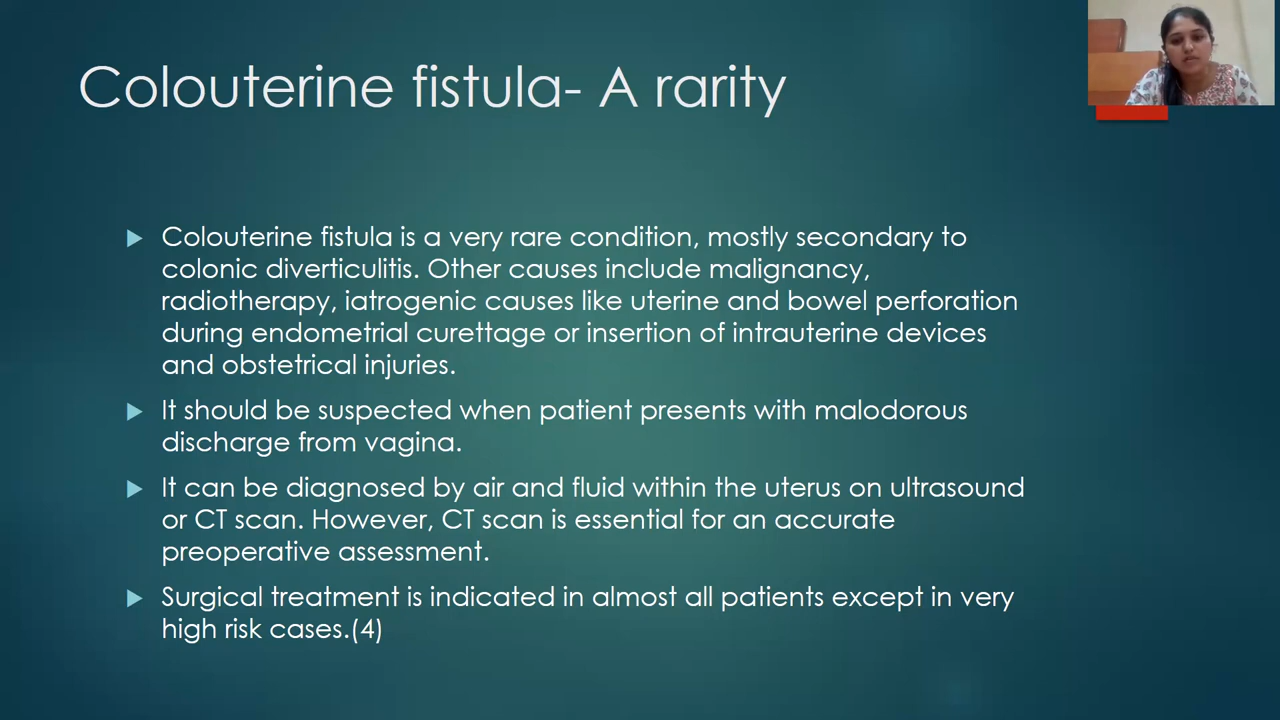 Colouterine fistula- A rarity
Colouterine fistula is a very rare condition, mostly secondary to
colonic diverticulitis. Other causes include malignancy,
radiotherapy, iatrogenic causes like uterine and bowel perforation
during endometrial curettage or insertion of intrauterine devices
and obstetrical injuries.
It should be suspected when patient presents with malodorous
discharge from vagina.
It can be diagnosed by air and fluid within the uterus on ultrasound
or CT scan. However, CT scan is essential for an accurate
preoperative assessment.
Surgical treatment is indicated in almost all patients except in very
high risk cases.(4)